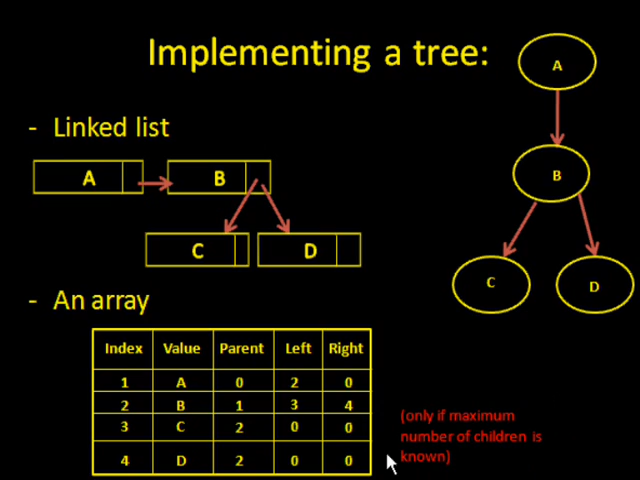 Implementing a tree:
A
- Linked list
A B
B
C D
C D
- An array
Index Value Parent Left Right
1 A 0 2 0
2 B 1 3 4
3 C 2 0 0
4 D 2 0 0
(only if maximum
number of children is
known)